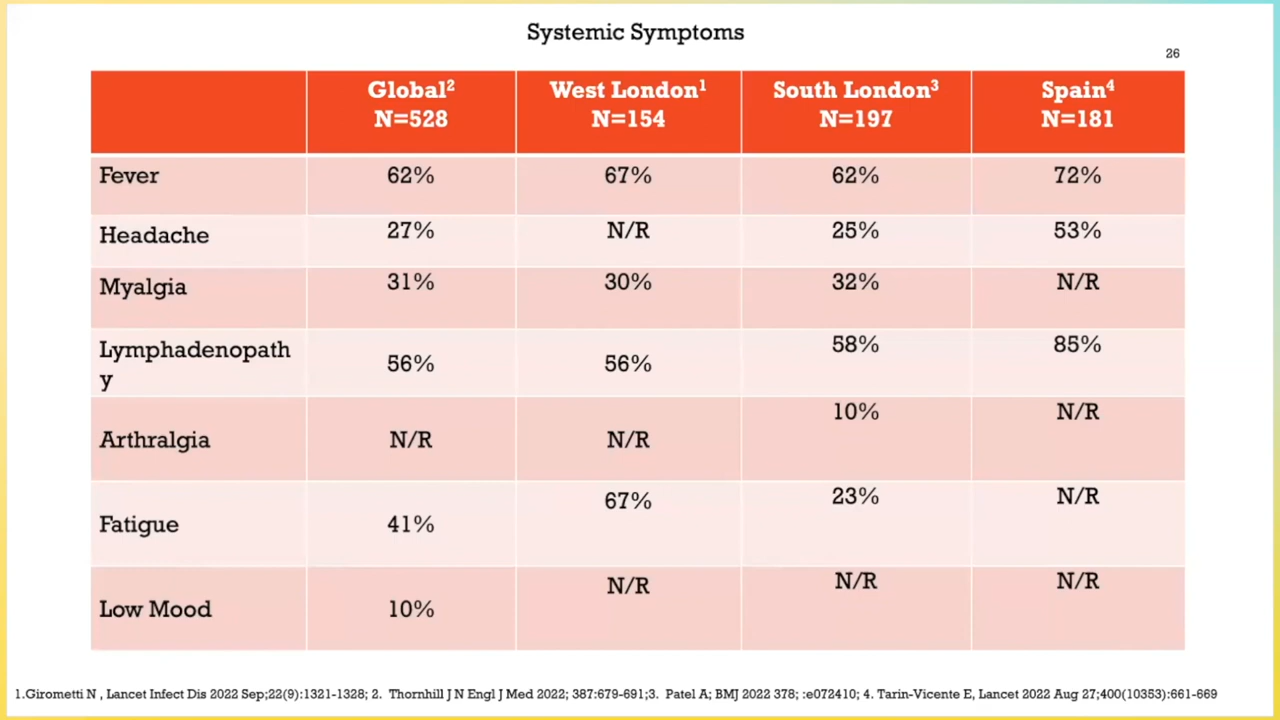 Systemic Symptoms
26
Global² West London¹ South London³ Spain⁴
N=528 N=154 N=197 N=181
Fever 62% 67% 62% 72%
Headache 27% N/R 25% 53%
Myalgia 31% 30% 32% N/R
Lymphadenopath 56% 56% 58% 85%
y
Arthralgia N/R N/R 10% N/R
Fatigue 41% 67% 23% N/R
Low Mood 10% N/R N/R N/R
1.Girometti N , Lancet Infect Dis 2022 Sep;22(9):1321-1328; 2. Thornhill J N Engl J Med 2022; 387:679-691;3. Patel A; BMJ 2022 378; :e072410; 4. Tarin-Vicente E, Lancet 2022 Aug 27;400(10353):661-669